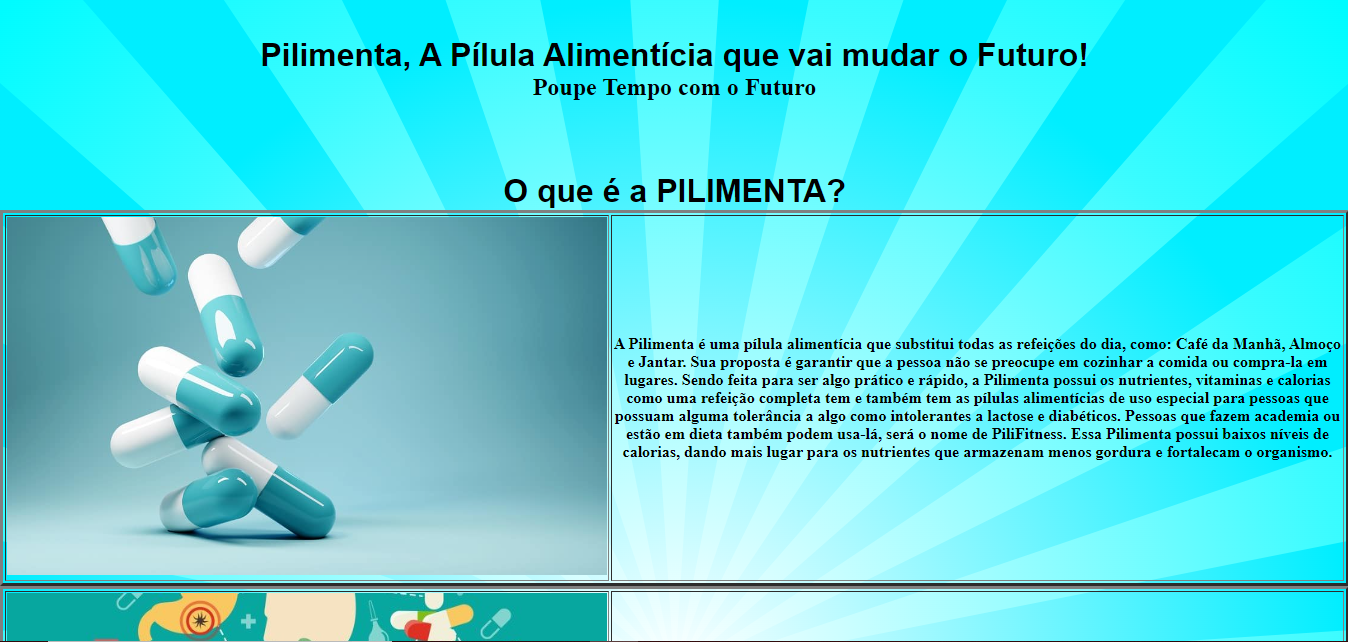 Pilimenta, A Pílula Alimentícia que vai mudar o Futuro!
Poupe Tempo com o Futuro
O que é a PILIMENTA?
A Pilimenta é uma pílula alimentícia que substitui todas as refeições do dia, como: Café da Manhã, Almoço
e Jantar. Sua proposta é garantir que a pessoa não se preocupe em cozinhar a comida ou compra-la em
lugares. Sendo feita para ser algo prático e rápido, a Pilimenta possui os nutrientes, vitaminas e calorias
como uma refeição completa tem e também tem as pílulas alimentícias de uso especial para pessoas que
possuam alguma tolerância a algo como intolerantes a lactose e diabéticos. Pessoas que fazem academia ou
estão em dieta também podem usa-lá, será o nome de PiliFitness. Essa Pilimenta possui baixos níveis de
calorias, dando mais lugar para os nutrientes que armazenam menos gordura e fortalecam o organismo.